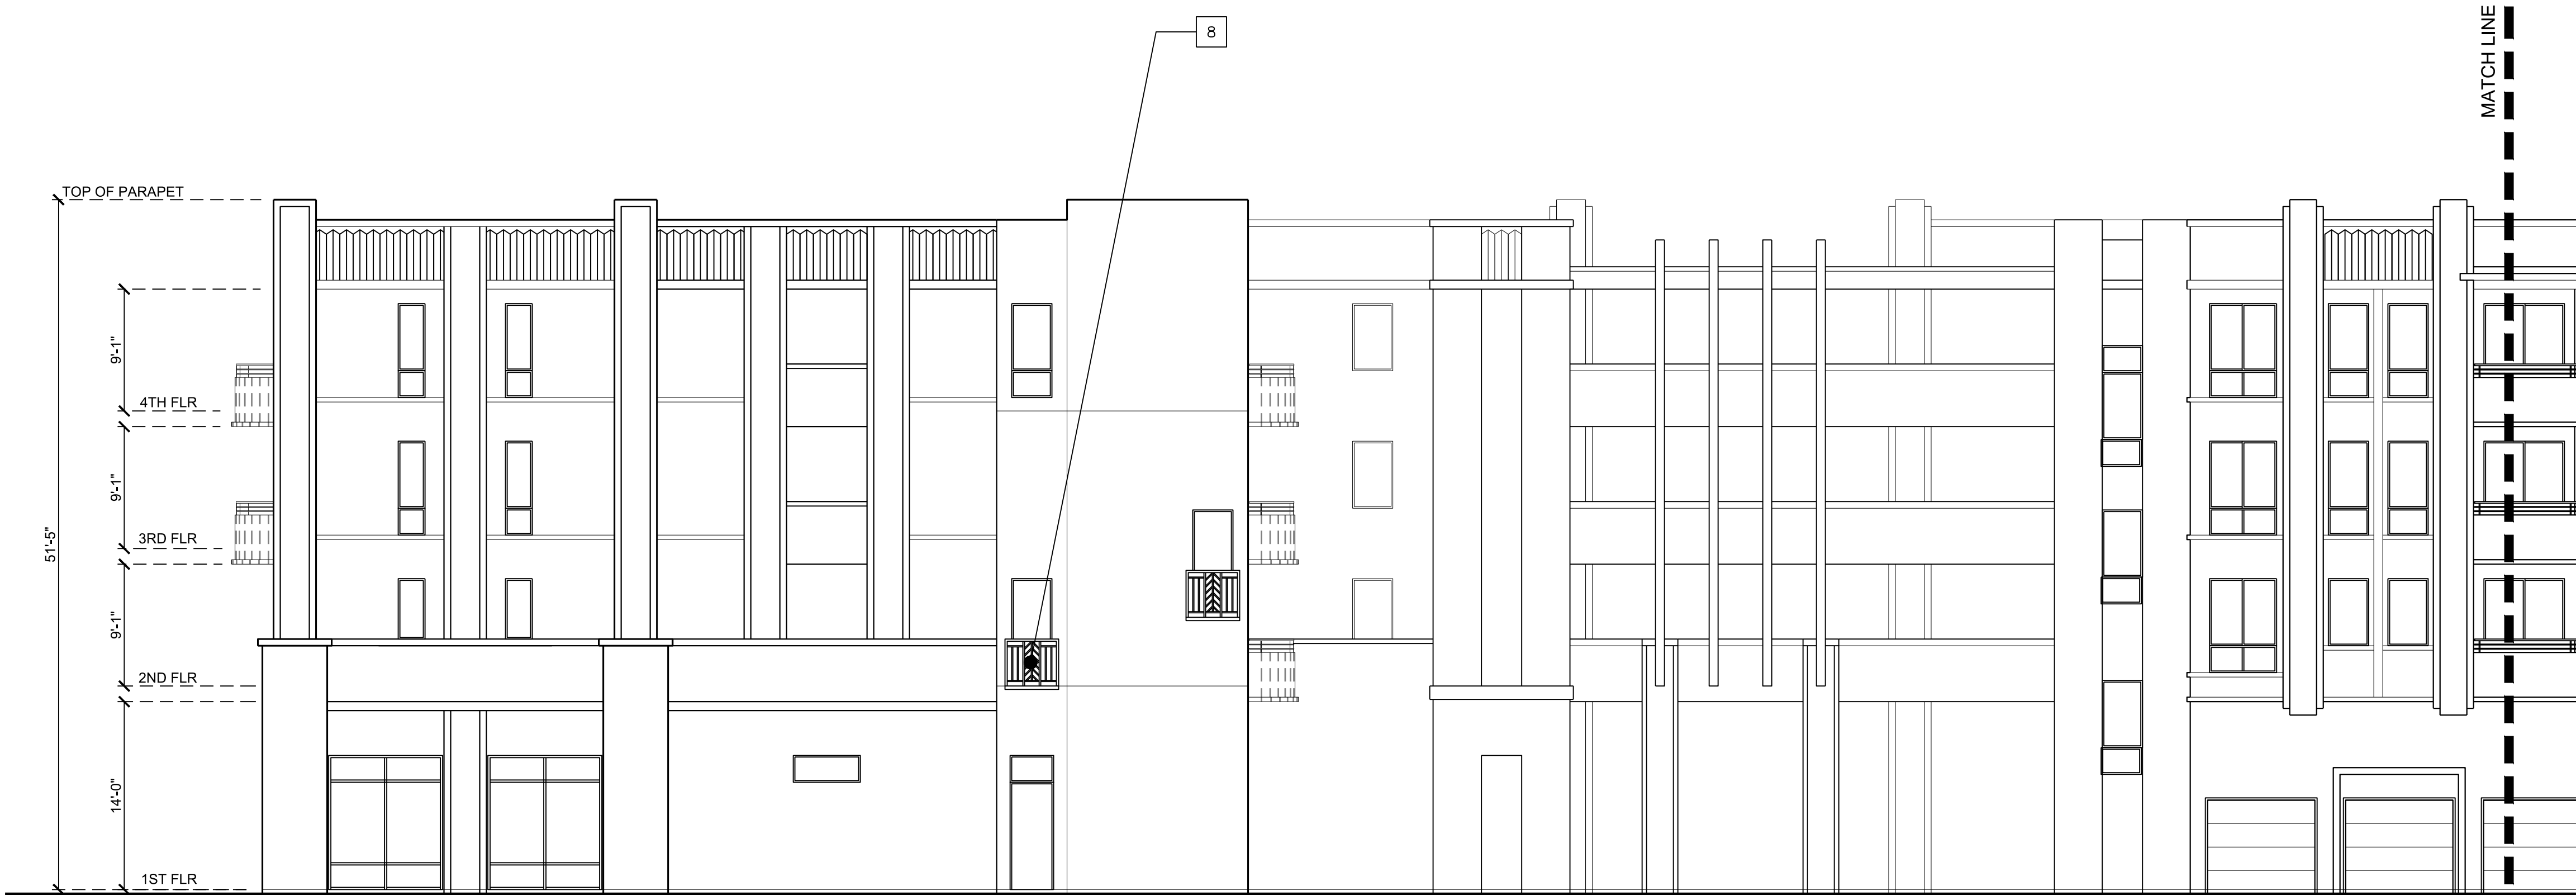 8
MATCH LINE
TOP OF PARAPET
9'-1"
4TH FLR
9'-1"
3RD FLR
51'-5"
9'-1"
2ND FLR
14'-0"
1ST FLR